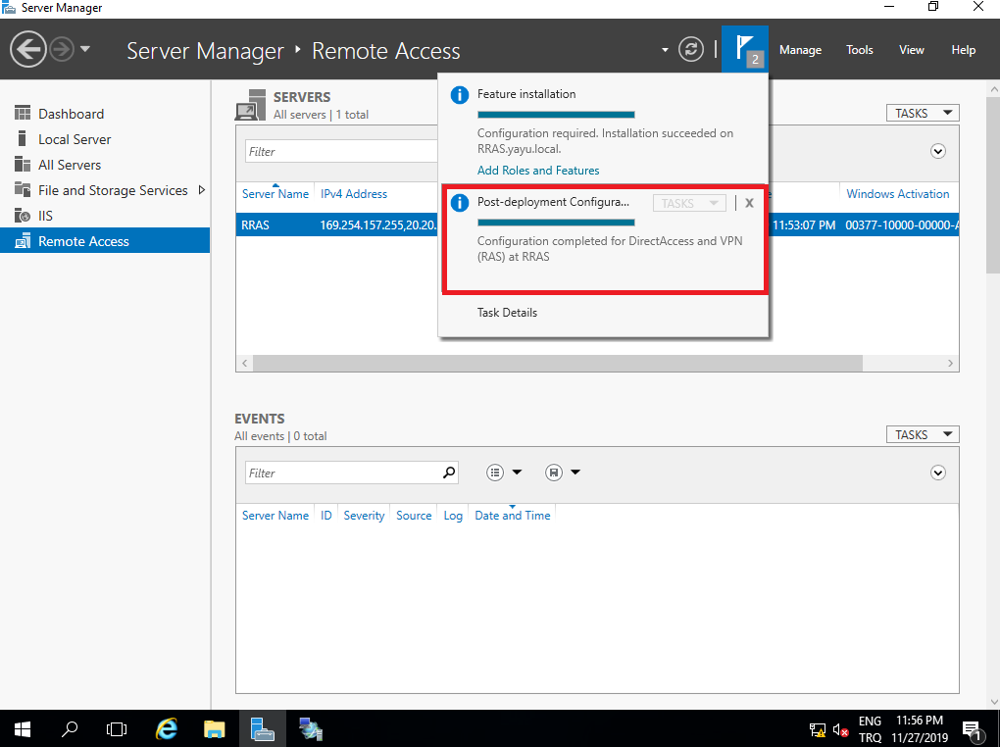 Server Manager
Server Manager Remote Access
2
Manage Tools View Help
Dashboard
Local Server
All Servers
File and Storage Services
IIS
Remote Access
SERVERS
All servers | 1 total
TASKS
Filter
Server Name IPv4 Address Windows Activation
RRAS 169.254.157.255,20.20. 11:53:07 PM 00377-10000-00000-A
Feature installation
Configuration required. Installation succeeded on
RRAS.yayu.local.
Add Roles and Features
Post-deployment Configura... TASKS X
Configuration completed for DirectAccess and VPN
(RAS) at RRAS
Task Details
EVENTS
All events | 0 total
TASKS
Filter
Server Name ID Severity Source Log Date and Time
ENG 11:56 PM
TRQ 11/27/2019
1